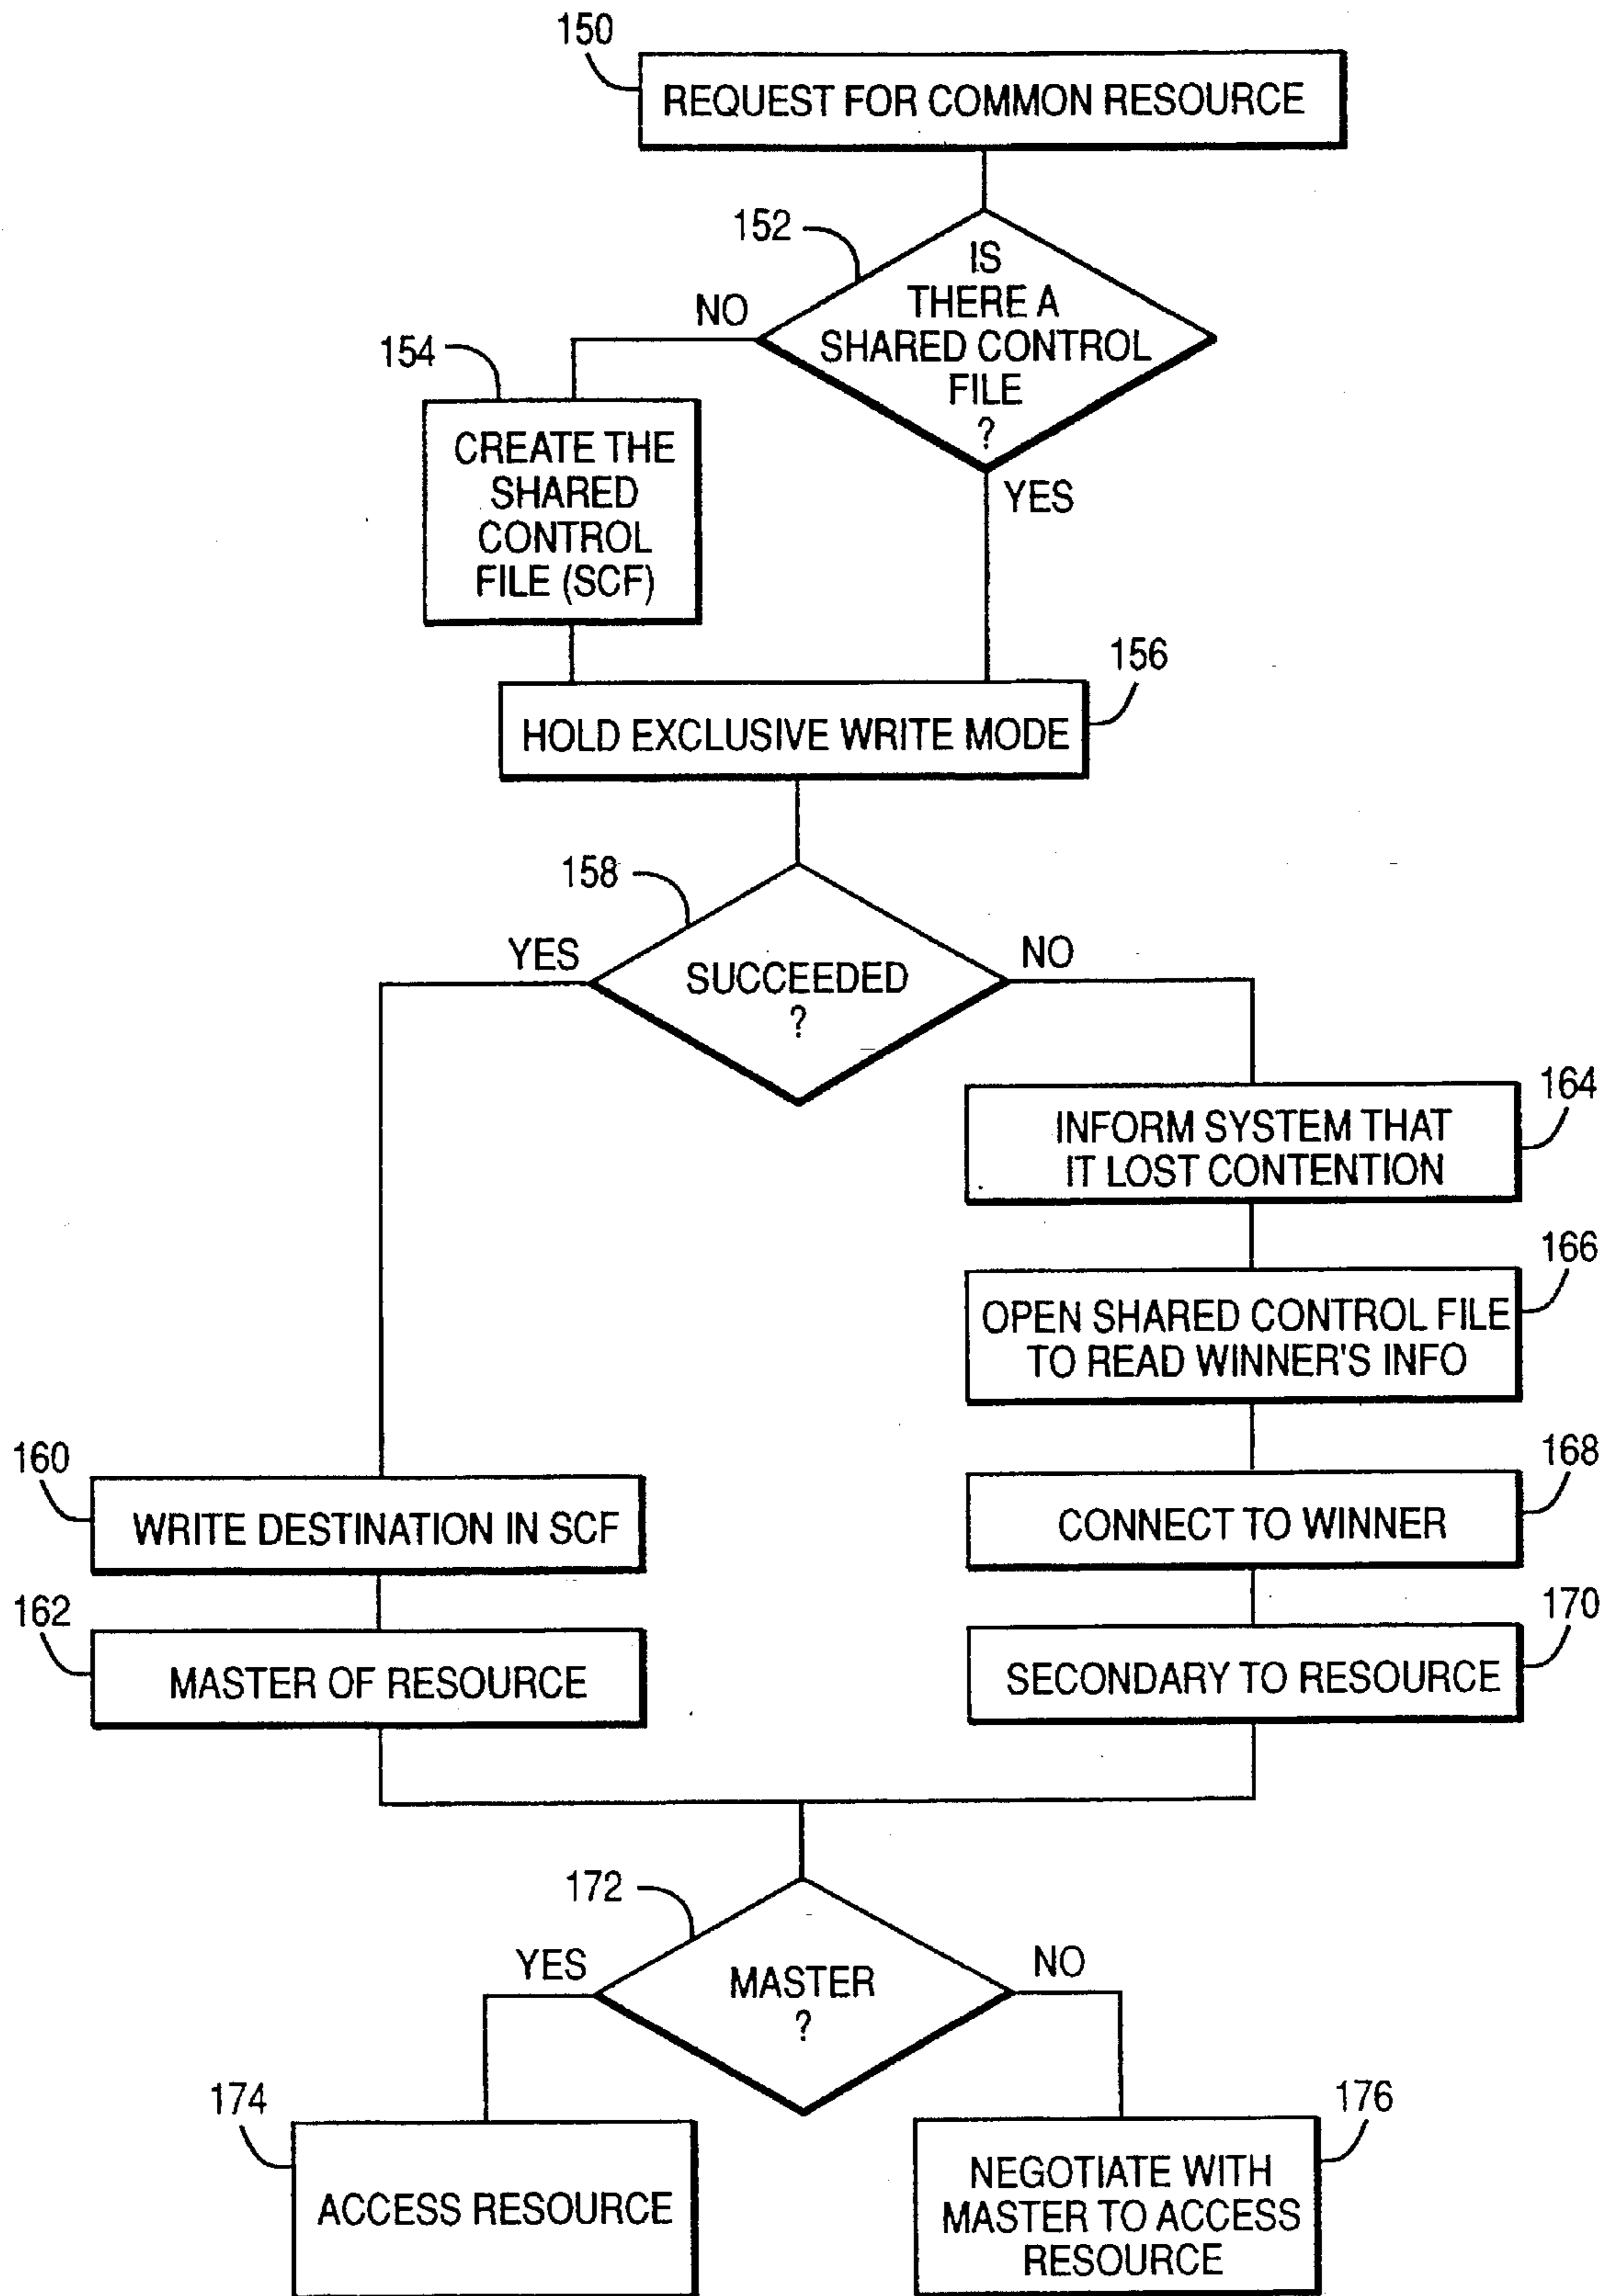 150
REQUEST FOR COMMON RESOURCE
152
IS
THERE A
SHARED CONTROL
FILE
?
NO
YES
154
CREATE THE
SHARED
CONTROL
FILE (SCF)
156
HOLD EXCLUSIVE WRITE MODE
158
SUCCEEDED
?
YES
NO
164
INFORM SYSTEM THAT
IT LOST CONTENTION
166
OPEN SHARED CONTROL FILE
TO READ WINNER'S INFO
160
WRITE DESTINATION IN SCF
168
CONNECT TO WINNER
162
MASTER OF RESOURCE
170
SECONDARY TO RESOURCE
172
MASTER
?
YES
NO
174
ACCESS RESOURCE
176
NEGOTIATE WITH
MASTER TO ACCESS
RESOURCE